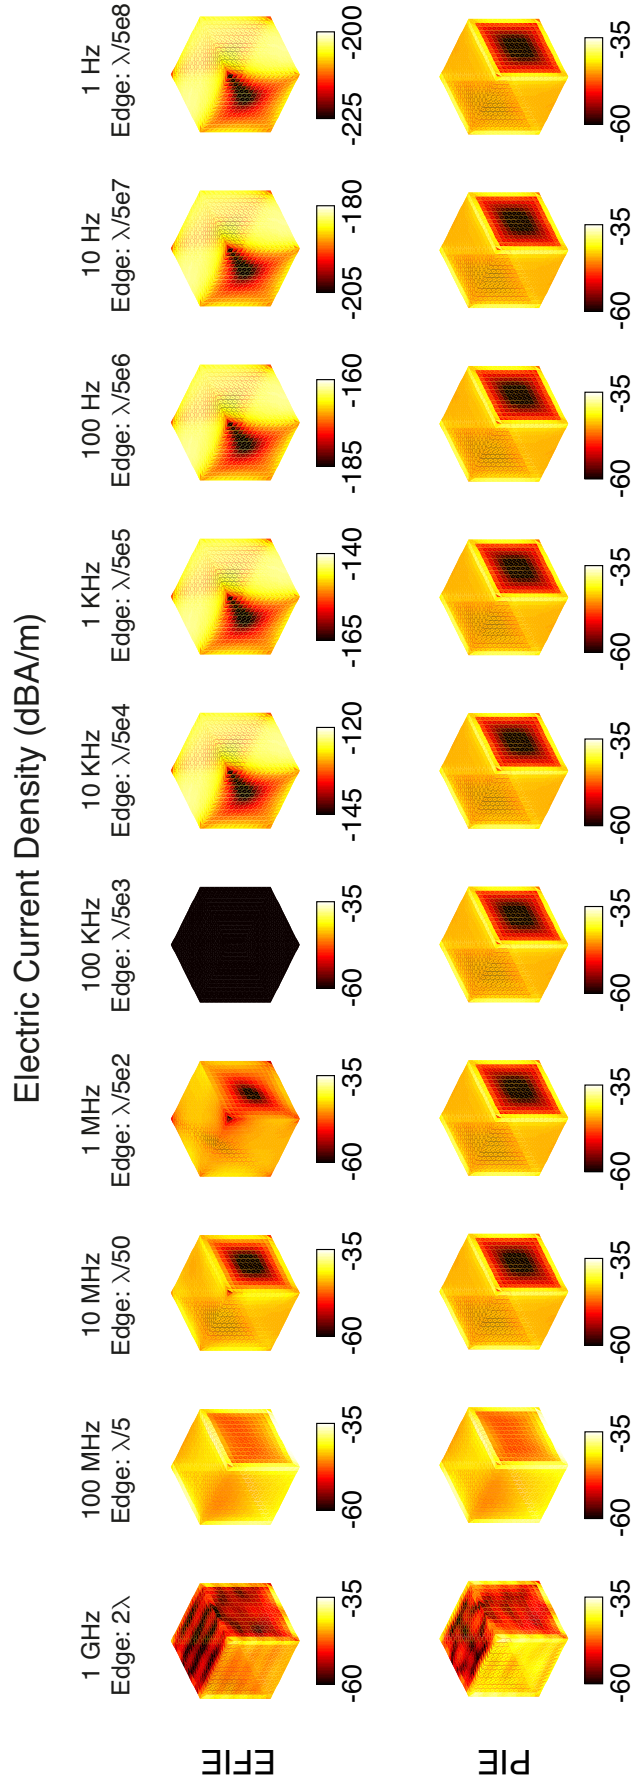 Electric Current Density (dBA/m)
1 GHz
Edge: 2λ
100 MHz
Edge: λ/5
10 MHz
Edge: λ/50
1 MHz
Edge: λ/5e2
100 KHz
Edge: λ/5e3
10 KHz
Edge: λ/5e4
1 KHz
Edge: λ/5e5
100 Hz
Edge: λ/5e6
10 Hz
Edge: λ/5e7
1 Hz
Edge: λ/5e8
EFIE
-60 -35
-60 -35
-60 -35
-60 -35
-60 -35
-145 -120
-165 -140
-185 -160
-205 -180
-225 -200
PIE
-60 -35
-60 -35
-60 -35
-60 -35
-60 -35
-60 -35
-60 -35
-60 -35
-60 -35
-60 -35